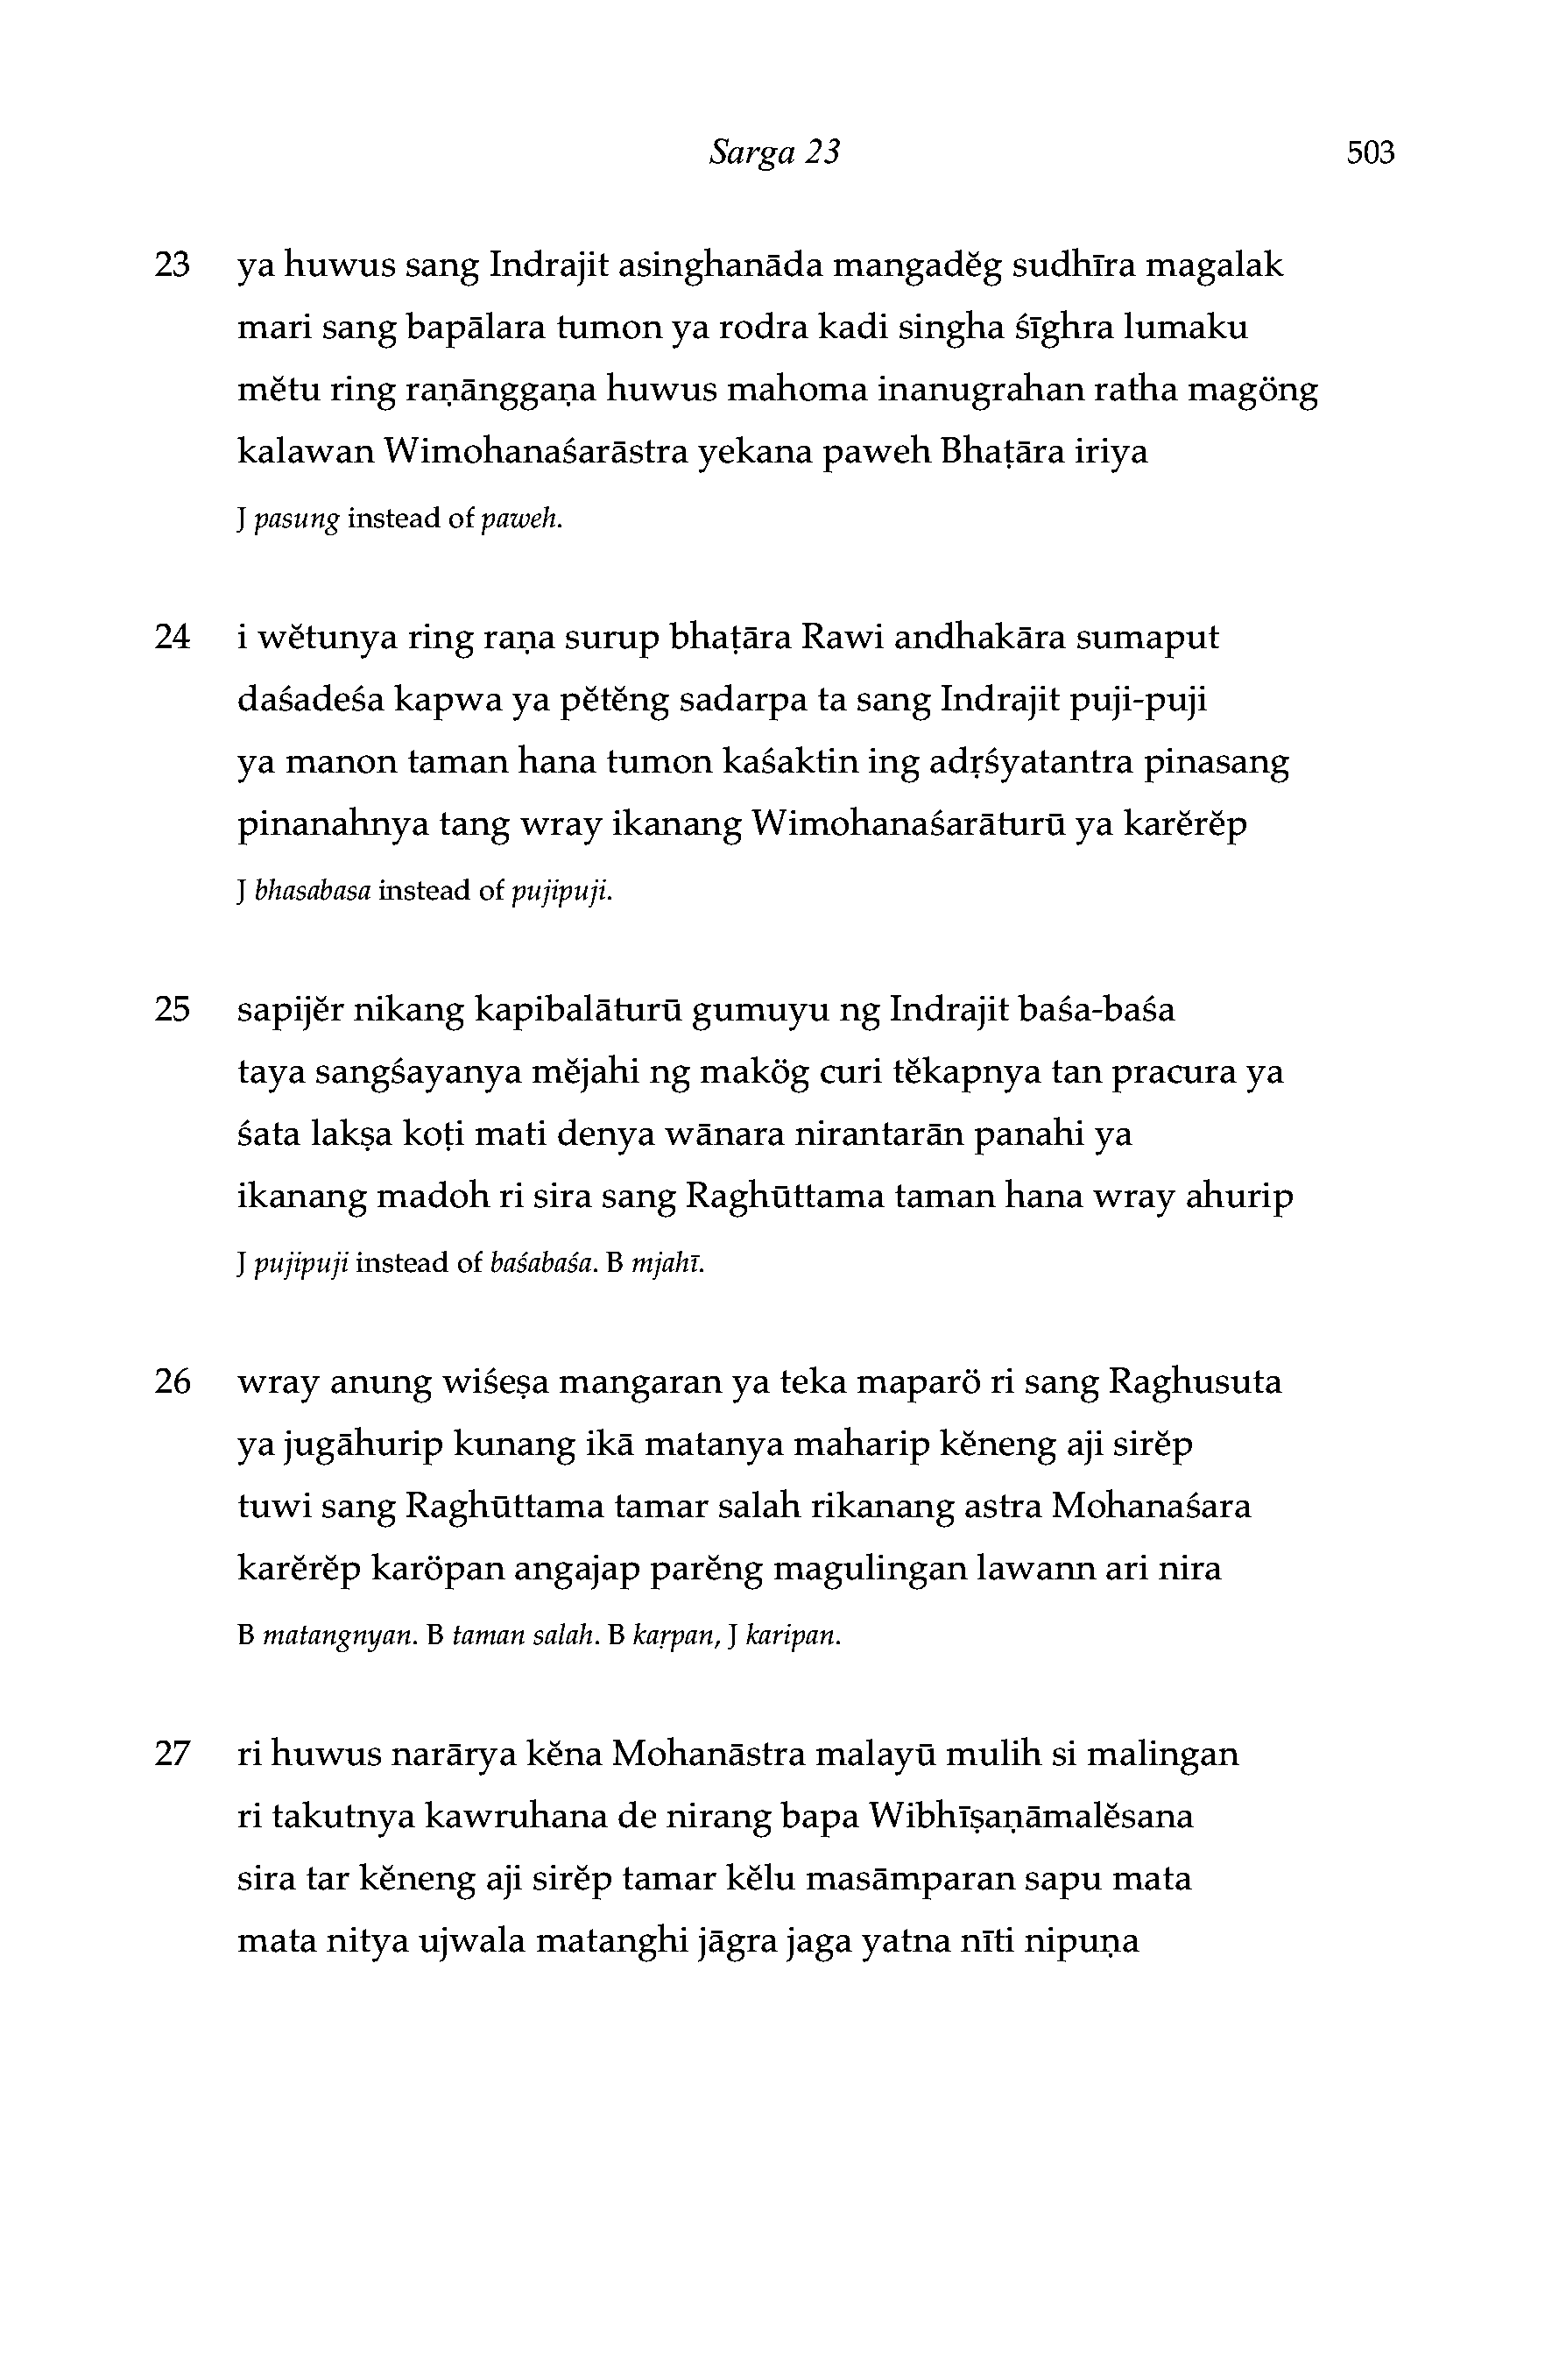 Sarga 23 503
23 ya huwus sang Indrajit asinghanāda mangadĕg sudhīra magalak
mari sang bapālara tumon ya rodra kadi singha śīghra lumaku
mĕtu ring raṇānggaṇa huwus mahoma inanugrahan ratha magöng
kalawan Wimohanaśarāstra yekana paweh Bhaṭāra iriya
J pasung instead of paweh.
24 i wĕtunya ring raṇa surup bhaṭāra Rawi andhakāra sumaput
daśadeśa kapwa ya pĕtĕng sadarpa ta sang Indrajit puji-puji
ya manon taman hana tumon kaśaktin ing adṛśyatantra pinasang
pinanahnya tang wray ikanang Wimohanaśarāturū ya karĕrĕp
J bhasabasa instead of pujipuji.
25 sapijĕr nikang kapibalāturū gumuyu ng Indrajit baśa-baśa
taya sangśayanya mĕjahi ng makög curi tĕkapnya tan pracura ya
śata lakṣa koṭi mati denya wānara nirantarān panahi ya
ikanang madoh ri sira sang Raghūttama taman hana wray ahurip
J pujipuji instead of baśabaśa. B mjahī.
26 wray anung wiśeṣa mangaran ya teka maparö ri sang Raghusuta
ya jugāhurip kunang ikā matanya maharip kĕneng aji sirĕp
tuwi sang Raghūttama tamar salah rikanang astra Mohanaśara
karĕrĕp karöpan angajap parĕng magulingan lawann ari nira
B matangnyan. B taman salah. B kaṛpan, J karipan.
27 ri huwus narārya kĕna Mohanāstra malayū mulih si malingan
ri takutnya kawruhana de nirang bapa Wibhīṣaṇāmalĕsana
sira tar kĕneng aji sirĕp tamar kĕlu masāmparan sapu mata
mata nitya ujwala matanghi jāgra jaga yatna nīti nipuṇa